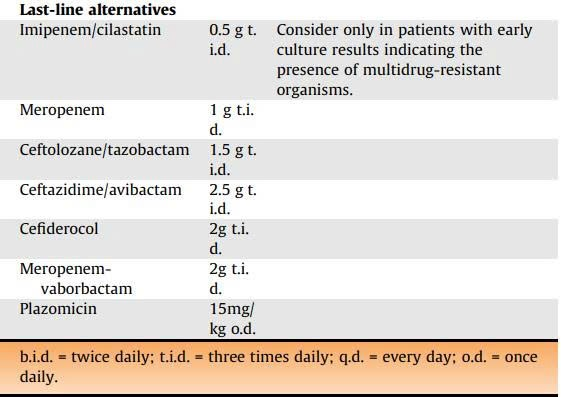 Last-line alternatives
Imipenem/cilastatin 0.5 g t. Consider only in patients with early
i.d. culture results indicating the
presence of multidrug-resistant
organisms.
Meropenem 1 g t.i.
d.
Ceftolozane/tazobactam 1.5 g t.
i.d.
Ceftazidime/avibactam 2.5 g t.
i.d.
Cefiderocol 2g t.i.
d.
Meropenem- 2g t.i.
vaborbactam d.
Plazomicin 15mg/
kg o.d.
b.i.d. = twice daily; t.i.d. = three times daily; q.d. = every day; o.d. = once
daily.